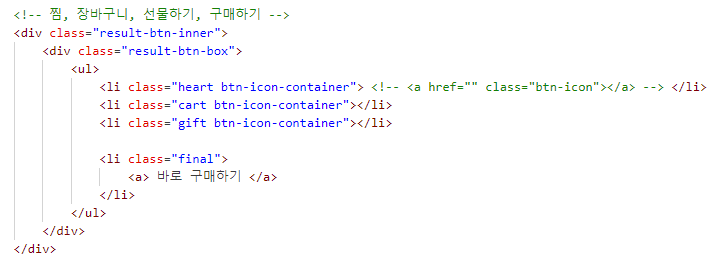 <!-- 찜, 장바구니, 선물하기, 구매하기 -->
<div class="result-btn-inner">
<div class="result-btn-box">
<ul>
<li class="heart btn-icon-container"> <!-- <a href="" class="btn-icon"></a> --> </li>
<li class="cart btn-icon-container"></li>
<li class="gift btn-icon-container"></li>
<li class="final">
<a> 바로 구매하기 </a>
</li>
</ul>
</div>
</div>